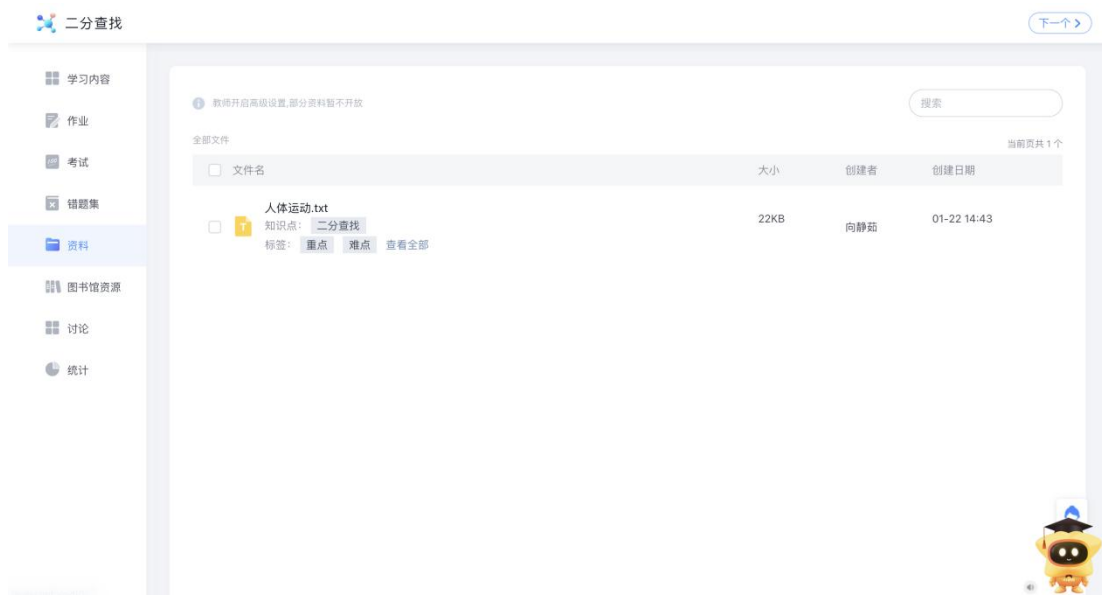 二分查找
下一个
学习内容
作业
考试
错题集
资料
图书馆资源
讨论
统计
教师开启高级设置,部分资料暂不开放
搜索
全部文件
当前页共 1 个
文件名 大小 创建者 创建日期
人体运动.txt
知识点: 二分查找
标签: 重点 难点 查看全部
22KB 向静茹 01-22 14:43